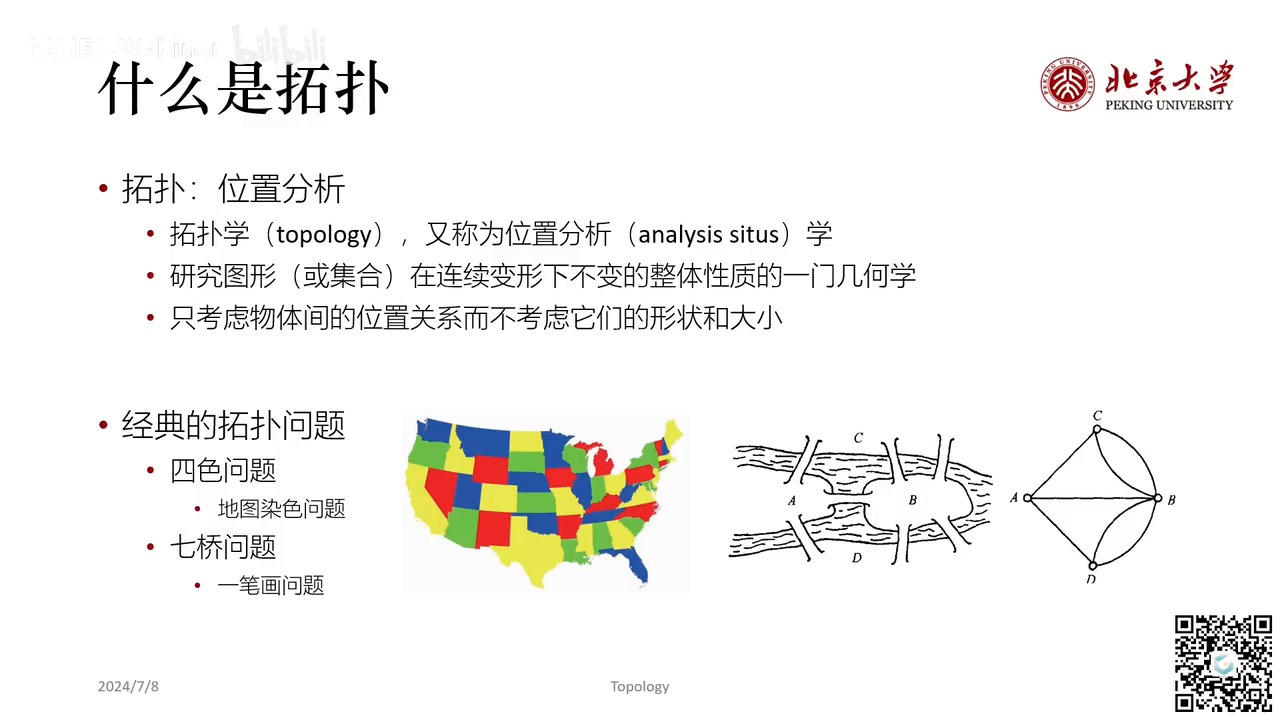 bilibili
什么是拓扑
北京大学
PEKING UNIVERSITY
PEKING UNIVERSITY
1898
• 拓扑：位置分析
• 拓扑学（topology），又称为位置分析（analysis situs）学
• 研究图形（或集合）在连续变形下不变的整体性质的一门几何学
• 只考虑物体间的位置关系而不考虑它们的形状和大小
• 经典的拓扑问题
• 四色问题
• 地图染色问题
• 七桥问题
• 一笔画问题
C
A
B
D
C
A
B
D
2024/7/8
Topology